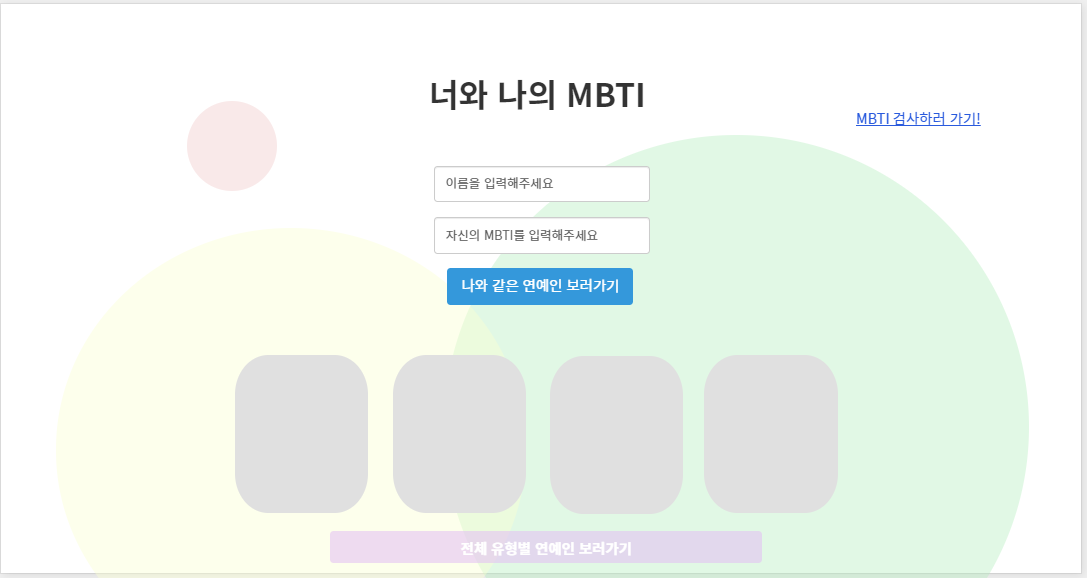 너와 나의 MBTI
MBTI 검사하러 가기!
이름을 입력해주세요
자신의 MBTI를 입력해주세요
나와 같은 연예인 보러가기
전체 유형별 연예인 보러가기